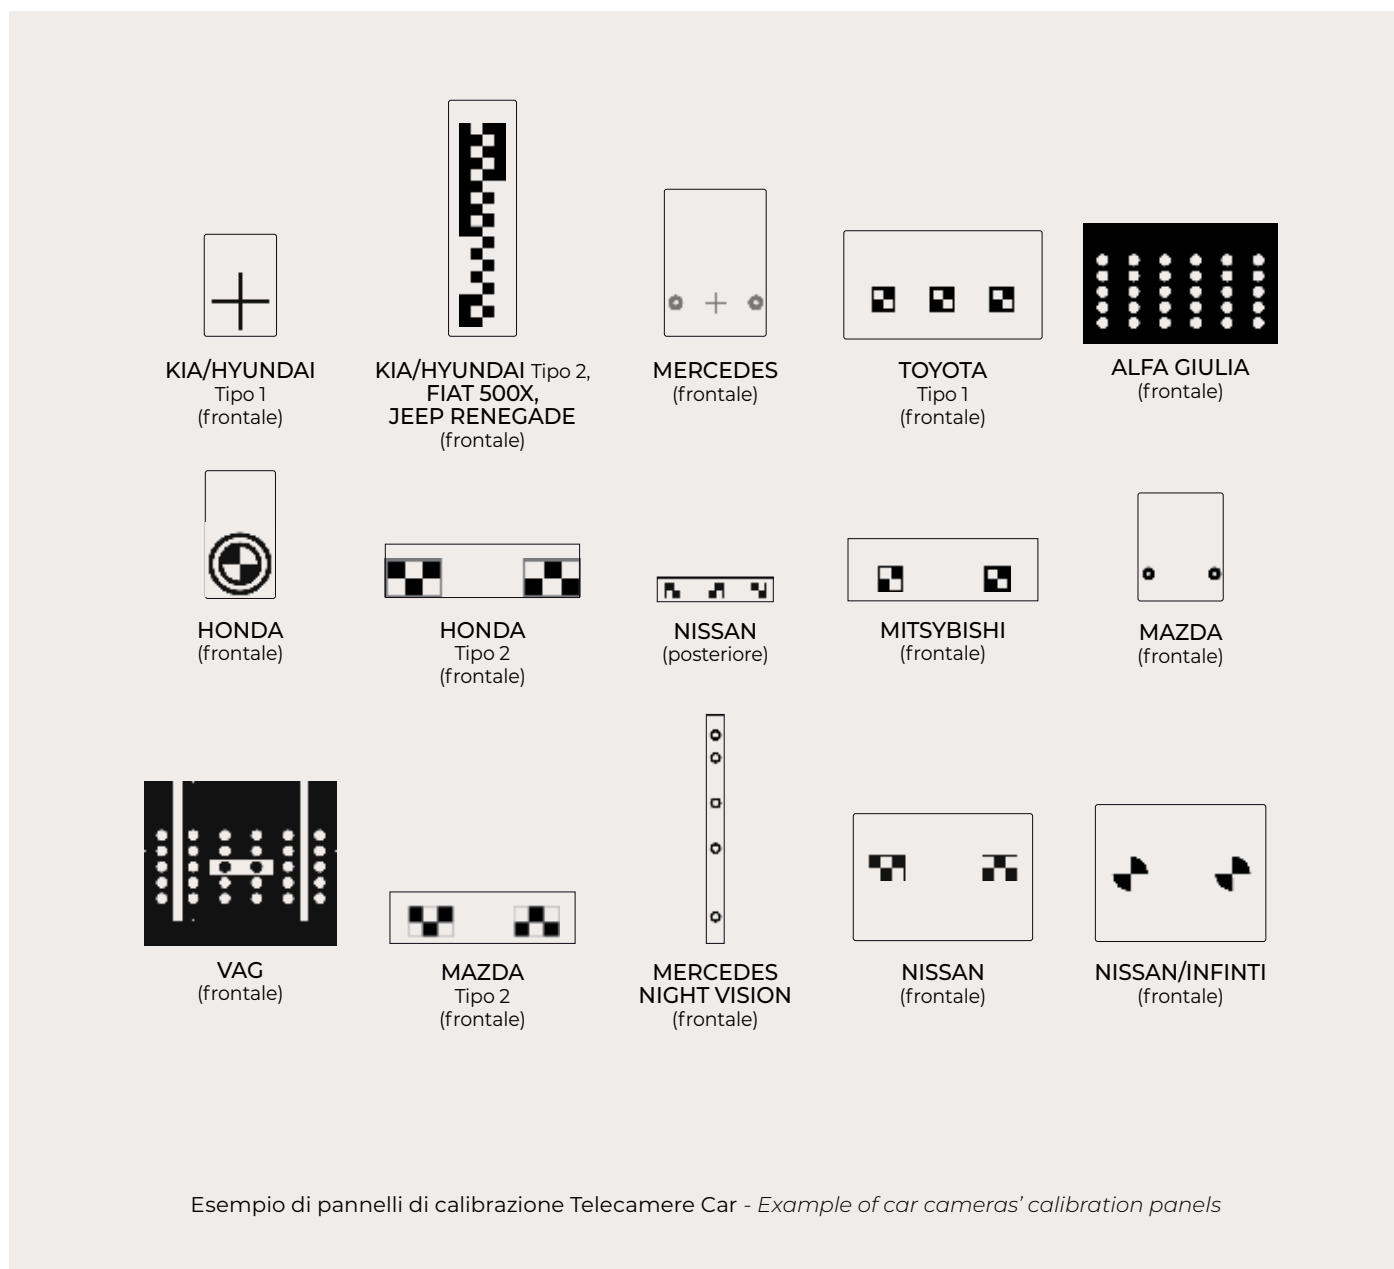 KIA/HYUNDAI
Tipo 1
(frontale)
KIA/HYUNDAI Tipo 2,
FIAT 500X,
JEEP RENEGADE
(frontale)
MERCEDES
(frontale)
TOYOTA
Tipo 1
(frontale)
ALFA GIULIA
(frontale)
HONDA
(frontale)
HONDA
Tipo 2
(frontale)
NISSAN
(posteriore)
MITSYBISHI
(frontale)
MAZDA
(frontale)
VAG
(frontale)
MAZDA
Tipo 2
(frontale)
MERCEDES
NIGHT VISION
(frontale)
NISSAN
(frontale)
NISSAN/INFINTI
(frontale)
Esempio di pannelli di calibrazione Telecamere Car - Example of car cameras’ calibration panels